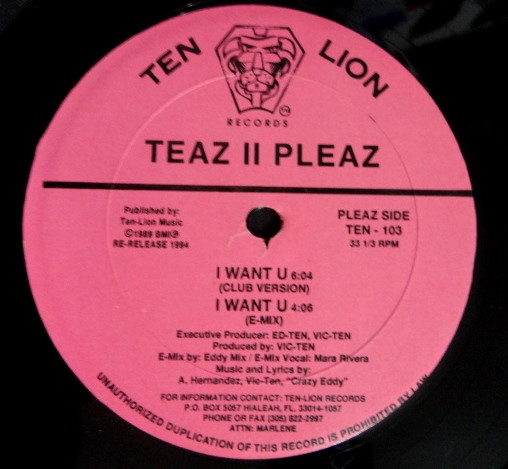 TEN LION
RECORDS
TEAZ II PLEAZ
Published by:
Ten-Lion Music
©1989 BMI℗
RE-RELEASE 1994
PLEAZ SIDE
TEN - 103
33 1/3 RPM
I WANT U 6:04
(CLUB VERSION)
I WANT U 4:06
(E-MIX)
Executive Producer: ED-TEN, VIC-TEN
Produced by: VIC-TEN
E-Mix by: Eddy Mix / E-Mix Vocal: Mara Rivera
Music and Lyrics by:
A. Hernandez, Vic-Ten, "Crazy Eddy"
FOR INFORMATION CONTACT: TEN-LION RECORDS
P.O. BOX 5057 HIALEAH, FL. 33014-1057
PHONE OR FAX (305) 822-2997
ATTN: MARLENE
UNAUTHORIZED DUPLICATION OF THIS RECORD IS PROHIBITED BY LAW